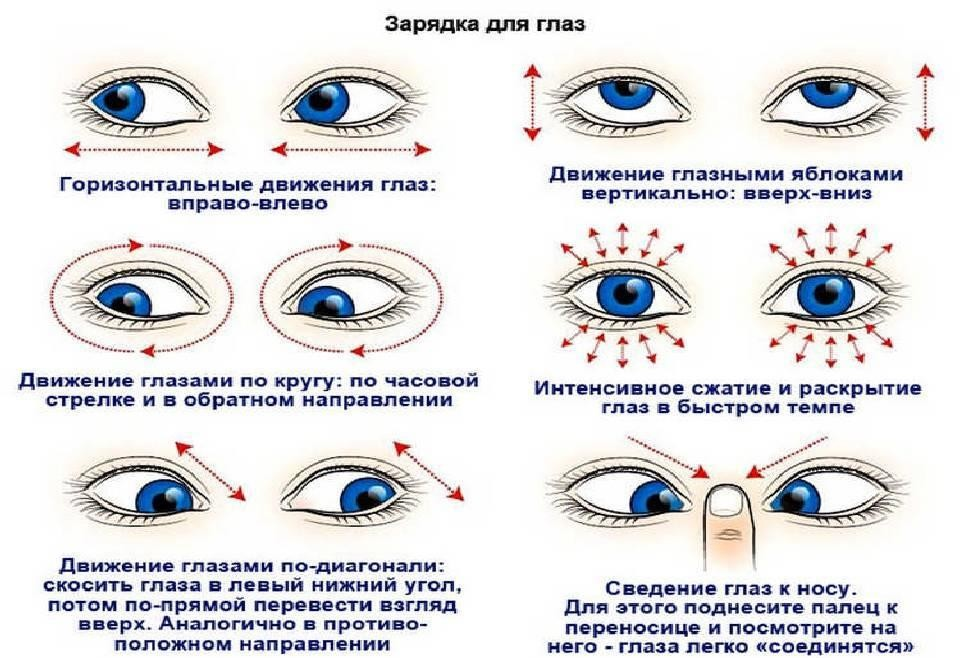 Зарядка для глаз
Горизонтальные движения глаз:
вправо-влево
Движение глазными яблоками
вертикально: вверх-вниз
Движение глазами по кругу: по часовой
стрелке и в обратном направлении
Интенсивное сжатие и раскрытие
глаз в быстром темпе
Движение глазами по-диагонали:
скосить глаза в левый нижний угол,
потом по-прямой перевести взгляд
вверх. Аналогично в противо-
положном направлении
Сведение глаз к носу.
Для этого поднесите палец к
переносице и посмотрите на
него - глаза легко «соединятся»